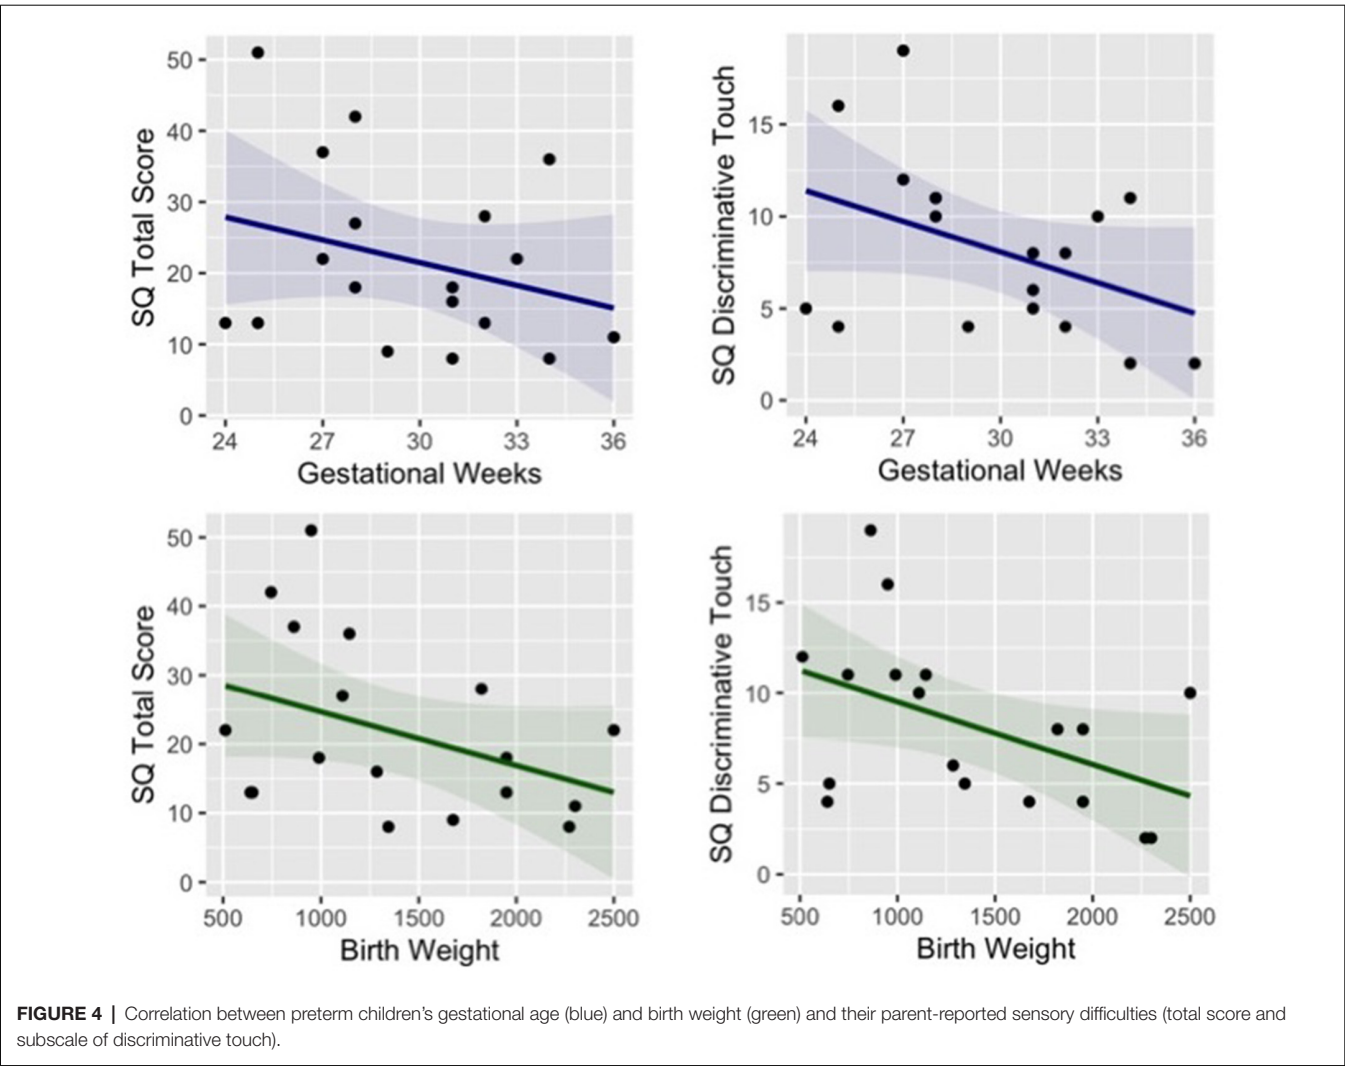 SQ Total Score
50
40
30
20
10
0
24 27 30 33 36
Gestational Weeks
SQ Discriminative Touch
15
10
5
0
24 27 30 33 36
Gestational Weeks
SQ Total Score
50
40
30
20
10
0
500 1000 1500 2000 2500
Birth Weight
SQ Discriminative Touch
15
10
5
0
500 1000 1500 2000 2500
Birth Weight
FIGURE 4 | Correlation between preterm children’s gestational age (blue) and birth weight (green) and their parent-reported sensory difficulties (total score and
subscale of discriminative touch).